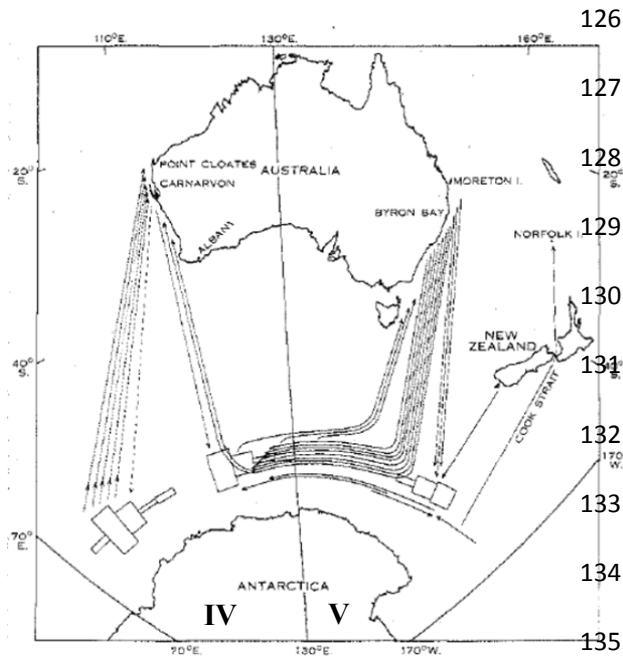 126
110°E. 130°E. 160°E.
127
POINT CLOATES
128
20° S. CARNARVON AUSTRALIA MORETON I. 20° S.
BYRON BAY
129
ALBANY NORFOLK I.
130
NEW
ZEALAND
131
40° S.
COOK STRAIT
132
170° W.
133
70° E.
134
ANTARCTICA
IV V
135
70°E. 130°E. 170°W.